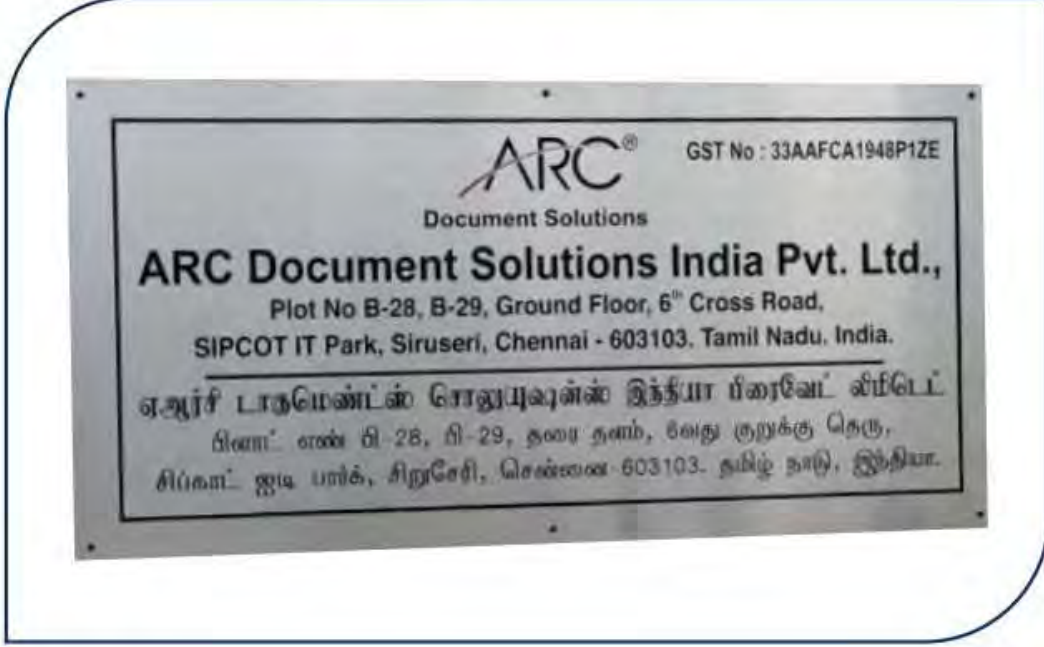 ARC®
GST No : 33AAFCA1948P1ZE
Document Solutions
ARC Document Solutions India Pvt. Ltd.,
Plot No B-28, B-29, Ground Floor, 6th Cross Road,
SIPCOT IT Park, Siruseri, Chennai - 603103. Tamil Nadu. India.
எஆர்சி டாகுமெண்ட்ஸ் சொலுயுஷன்ஸ் இந்தியா பிரைவேட் லிமிடெட்
பிளாட் எண் பி-28, பி-29, தரை தளம், 6வது குறுக்கு தெரு,
சிப்காட் ஐடி பார்க், சிறுசேரி, சென்னை-603103. தமிழ் நாடு, இந்தியா.